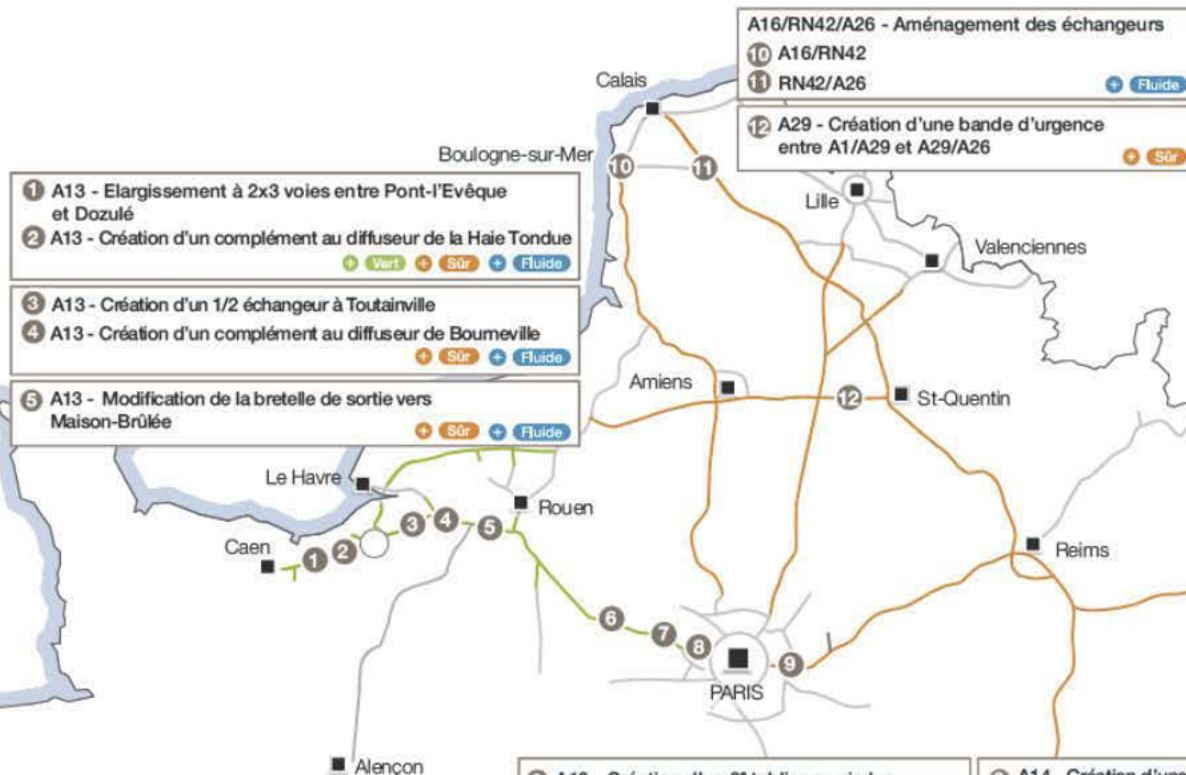 A16/RN42/A26 - Aménagement des échangeurs
10 A16/RN42
11 RN42/A26
+ Fluide
12 A29 - Création d'une bande d'urgence
entre A1/A29 et A29/A26
+ Sûr
1 A13 - Elargissement à 2x3 voies entre Pont-l'Evêque
et Dozulé
2 A13 - Création d'un complément au diffuseur de la Haie Tondue
+ Vert + Sûr + Fluide
3 A13 - Création d'un 1/2 échangeur à Toutainville
4 A13 - Création d'un complément au diffuseur de Bourneville
+ Sûr + Fluide
5 A13 - Modification de la bretelle de sortie vers
Maison-Brûlée
+ Sûr + Fluide
Calais
Boulogne-sur-Mer
10
11
Lille
Valenciennes
Amiens
12
St-Quentin
Le Havre
Rouen
Caen
1
2
3
4
5
Reims
6
7
8
9
PARIS
Alençon
A14 - Création d'une